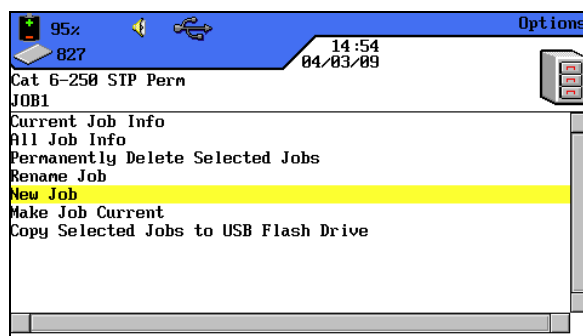 95%
Options
827
14:54
04/03/09
Cat 6-250 STP Perm
JOB1
Current Job Info
All Job Info
Permanently Delete Selected Jobs
Rename Job
New Job
Make Job Current
Copy Selected Jobs to USB Flash Drive